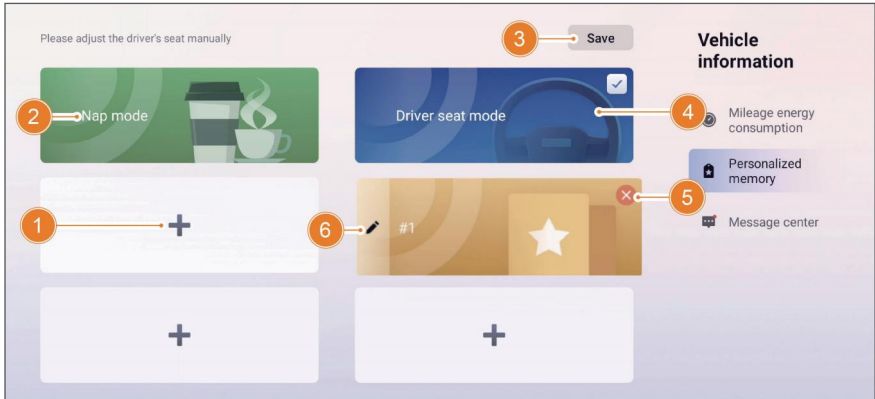 Please adjust the driver's seat manually
3
Save
Vehicle
information
2
Nap mode
Driver seat mode
4
Mileage energy
consumption
Personalized
memory
1
6
#1
5
Message center